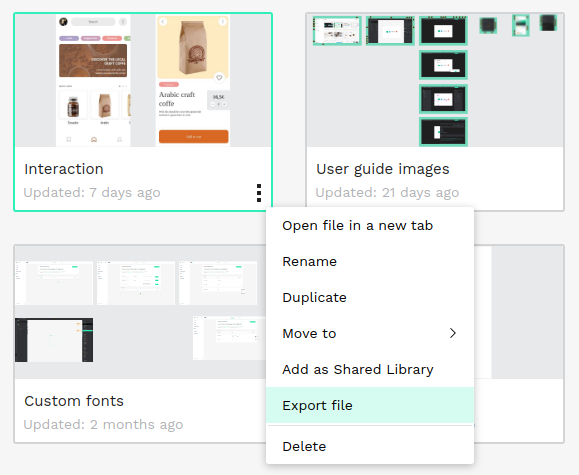 Search
DISCOVER THE LOCAL
CRAFT COFFE
Arabic craft
coffe
16,5€
Interaction
Updated: 7 days ago
User guide images
Updated: 21 days ago
Open file in a new tab
Rename
Duplicate
Move to
Add as Shared Library
Export file
Delete
Custom fonts
Updated: 2 months ago